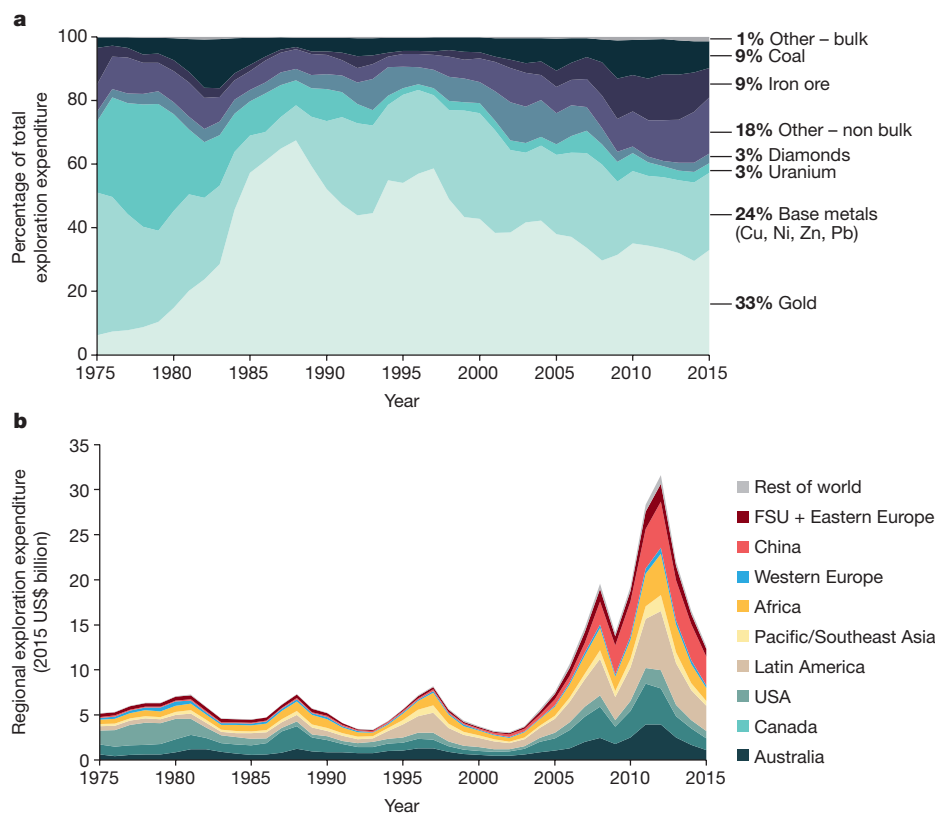 a
Percentage of total
exploration expenditure
100
80
60
40
20
0
1975
1980
1985
1990
1995
2000
2005
2010
2015
Year
1% Other – bulk
9% Coal
9% Iron ore
18% Other – non bulk
3% Diamonds
3% Uranium
24% Base metals
(Cu, Ni, Zn, Pb)
33% Gold
b
Regional exploration expenditure
(2015 US$ billion)
35
30
25
20
15
10
5
0
1975
1980
1985
1990
1995
2000
2005
2010
2015
Year
Rest of world
FSU + Eastern Europe
China
Western Europe
Africa
Pacific/Southeast Asia
Latin America
USA
Canada
Australia